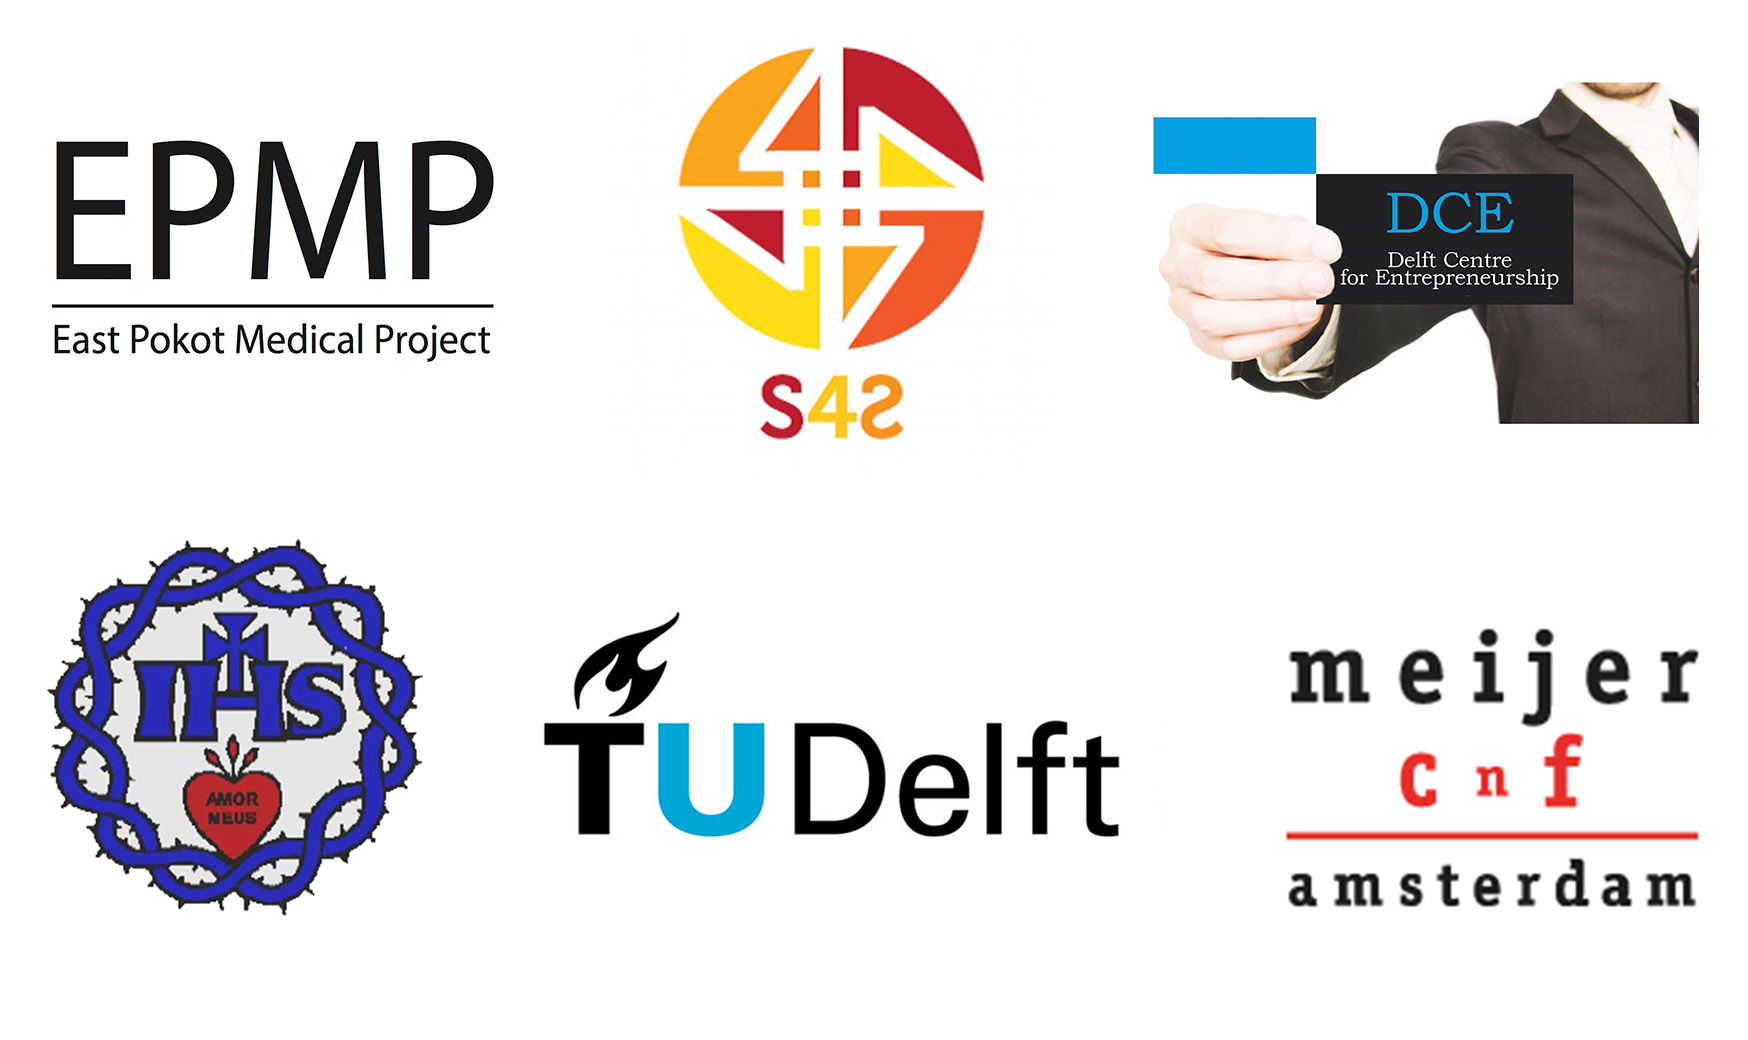 EPMP
East Pokot Medical Project
S4S
DCE
Delft Centre
for Entrepreneurship
IHS
AMOR
MEUS
TUDelft
meijer
cnf
amsterdam